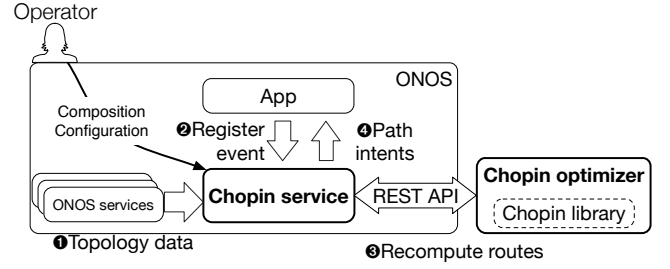 Operator
ONOS
App
Composition
Configuration
❷Register
event
❹Path
intents
Chopin service
ONOS services
REST API
Chopin optimizer
Chopin library
❶Topology data
❸Recompute routes